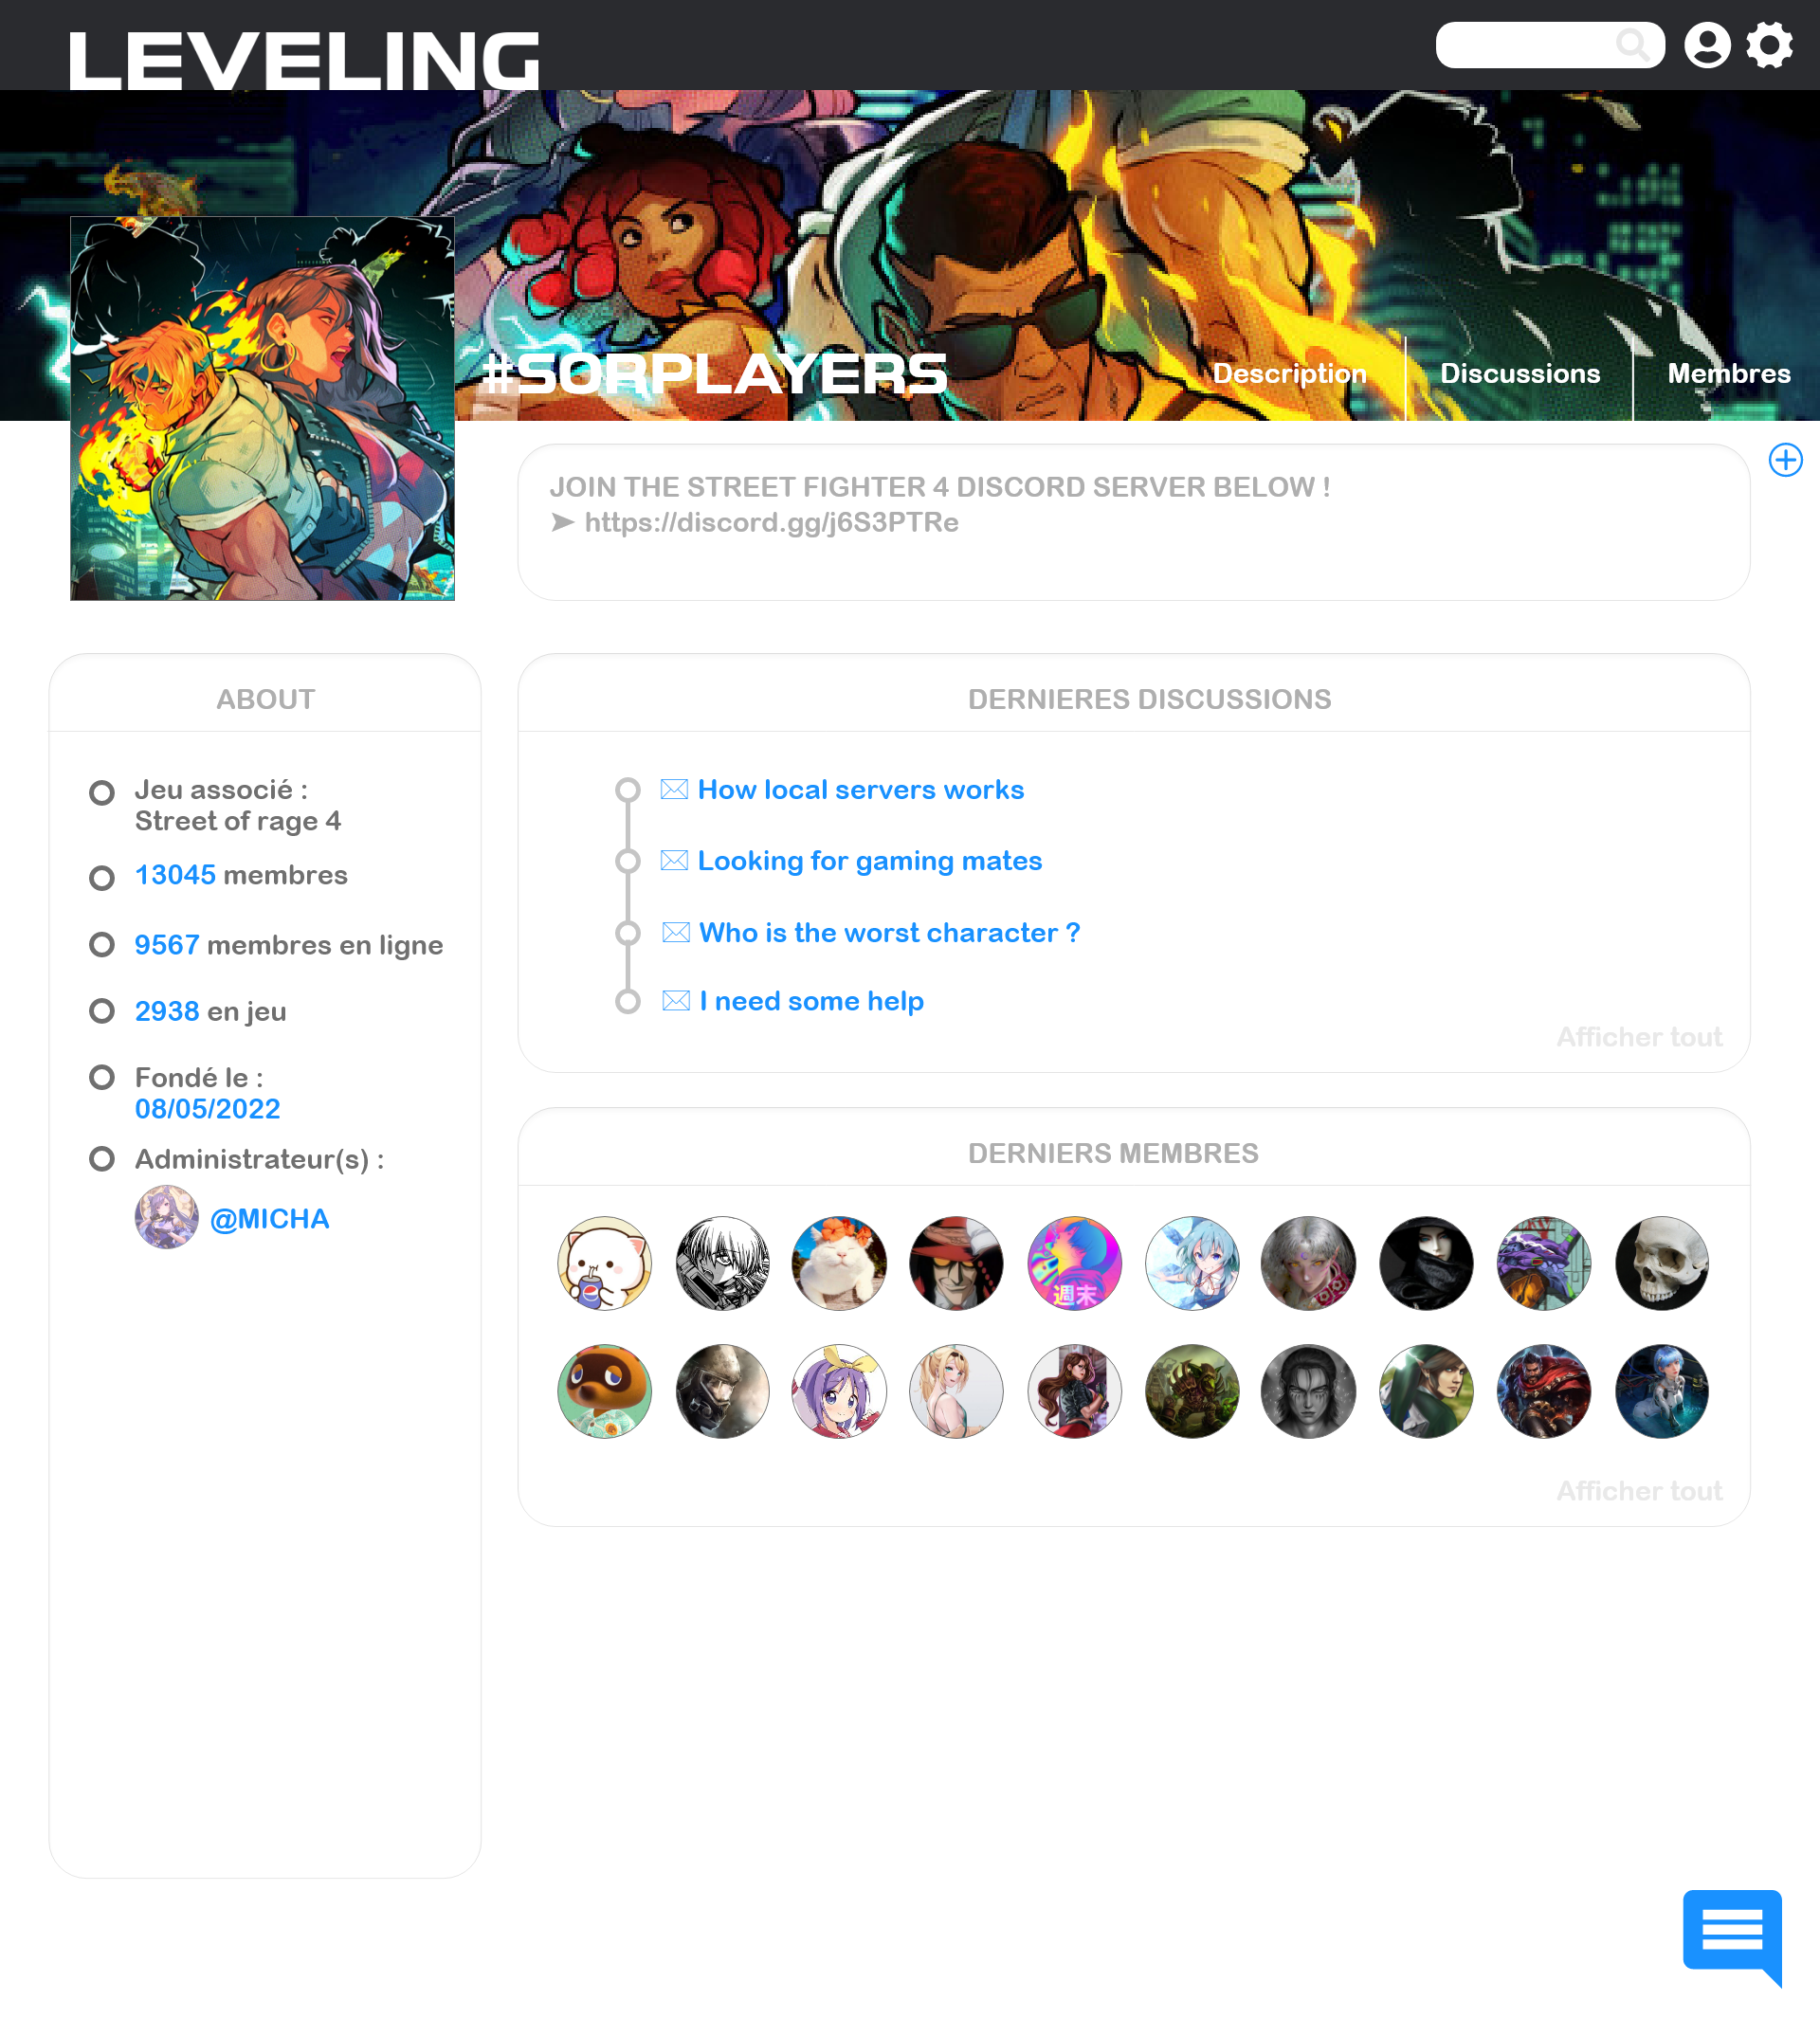 LEVELING
#SORPLAYERS
Description
Discussions
Membres
JOIN THE STREET FIGHTER 4 DISCORD SERVER BELOW !
➤ https://discord.gg/j6S3PTRe
ABOUT
Jeu associé :
Street of rage 4
13045 membres
9567 membres en ligne
2938 en jeu
Fondé le :
08/05/2022
Administrateur(s) :
@MICHA
DERNIERES DISCUSSIONS
How local servers works
Looking for gaming mates
Who is the worst character ?
I need some help
Afficher tout
DERNIERS MEMBRES
週末
Afficher tout